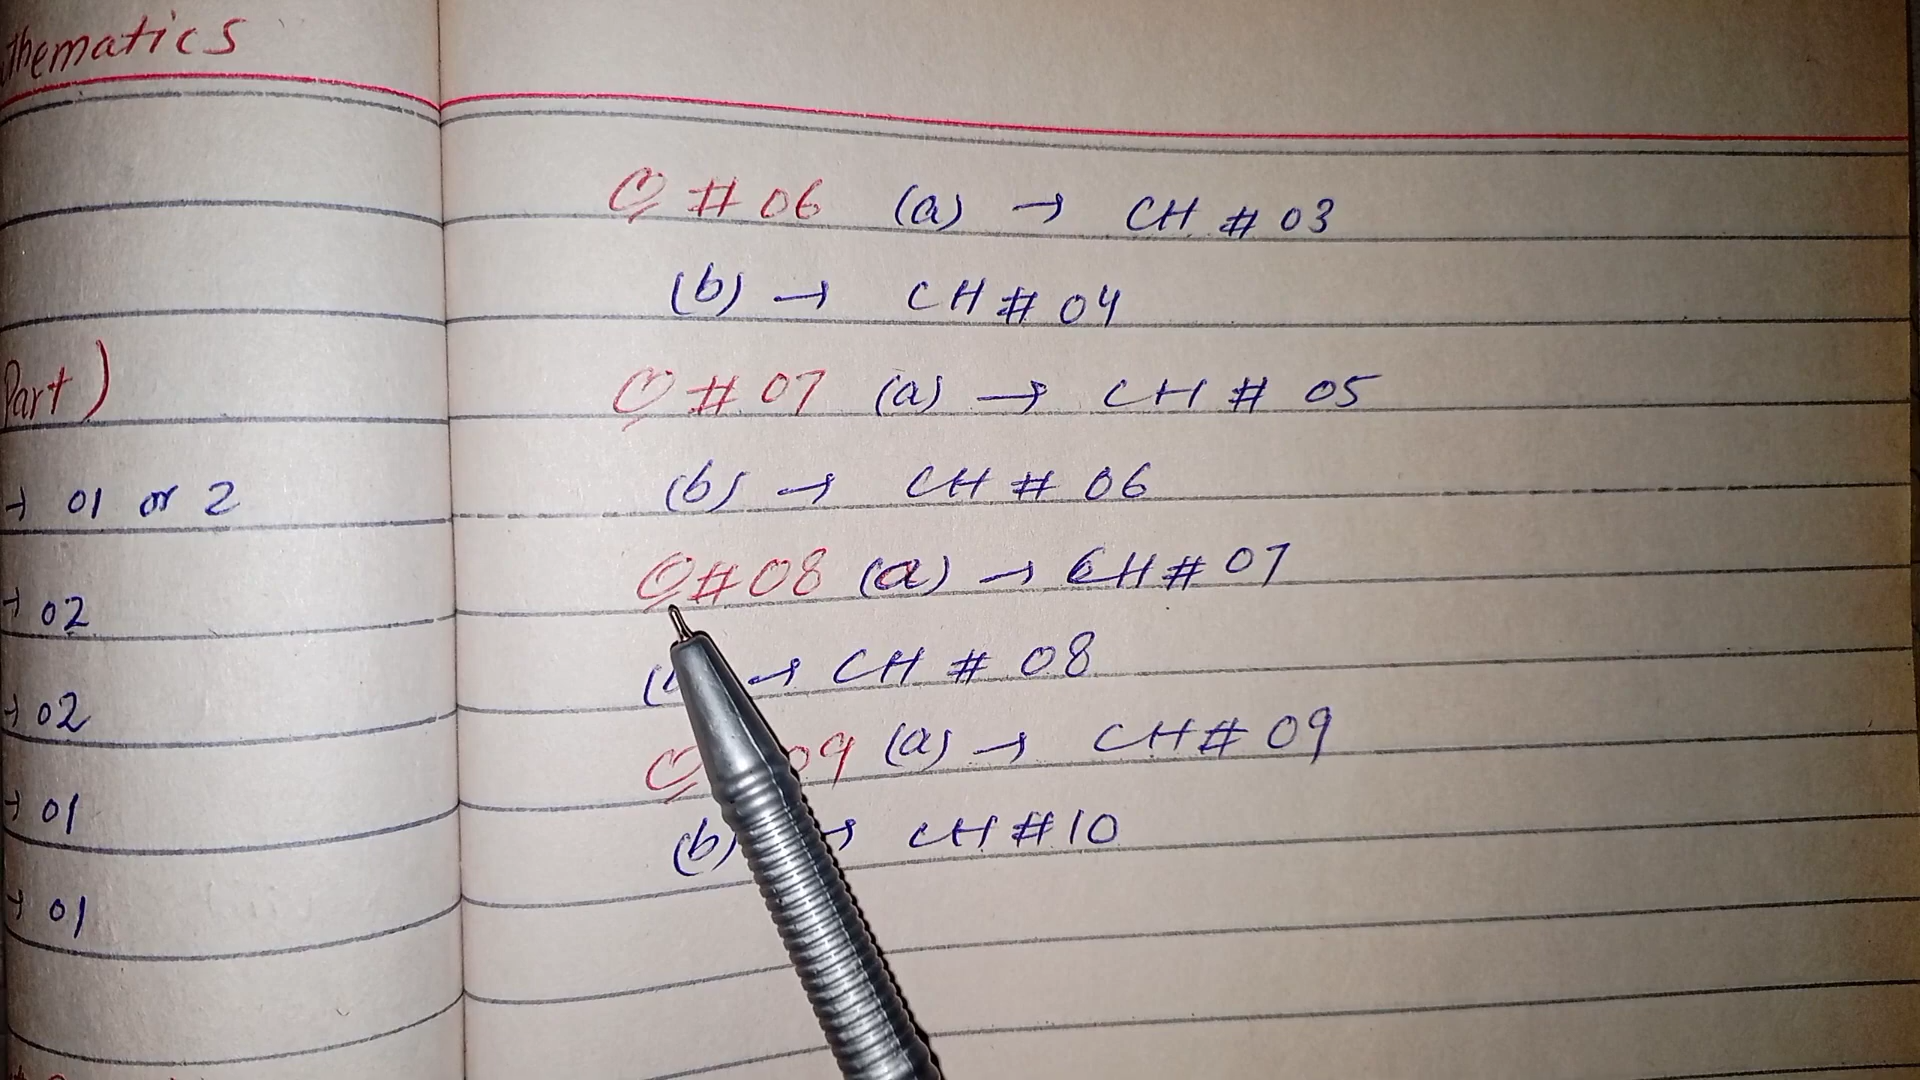 thematics
Part)
→ 01 or 2
→ 02
→ 02
→ 01
→ 01
Q # 06 (a) → CH # 03
(b) → CH # 04
Q # 07 (a) → CH # 05
(b) → CH # 06
Q # 08 (a) → CH # 07
→ CH # 08
Q 09 (a) → CH # 09
(b) → CH # 10